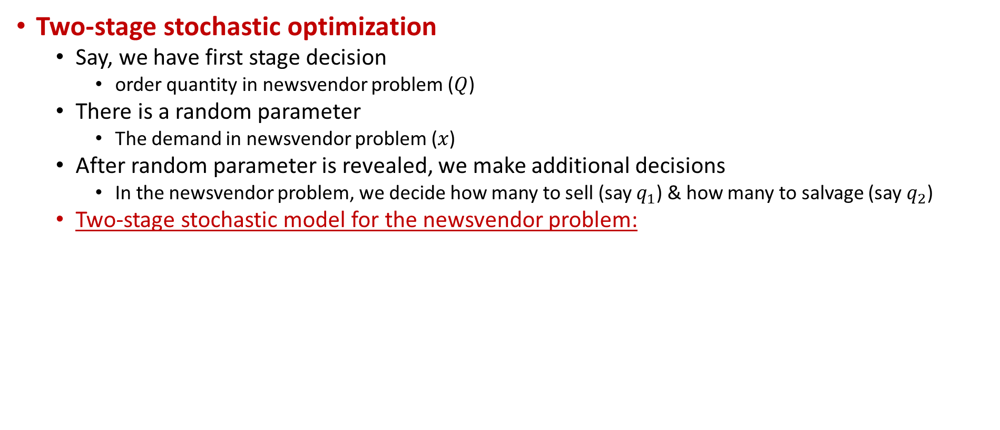 • Two-stage stochastic optimization
• Say, we have first stage decision
• order quantity in newsvendor problem (𝑄)
• There is a random parameter
• The demand in newsvendor problem (𝑥)
• After random parameter is revealed, we make additional decisions
• In the newsvendor problem, we decide how many to sell (say 𝑞₁) & how many to salvage (say 𝑞₂)
• Two-stage stochastic model for the newsvendor problem: